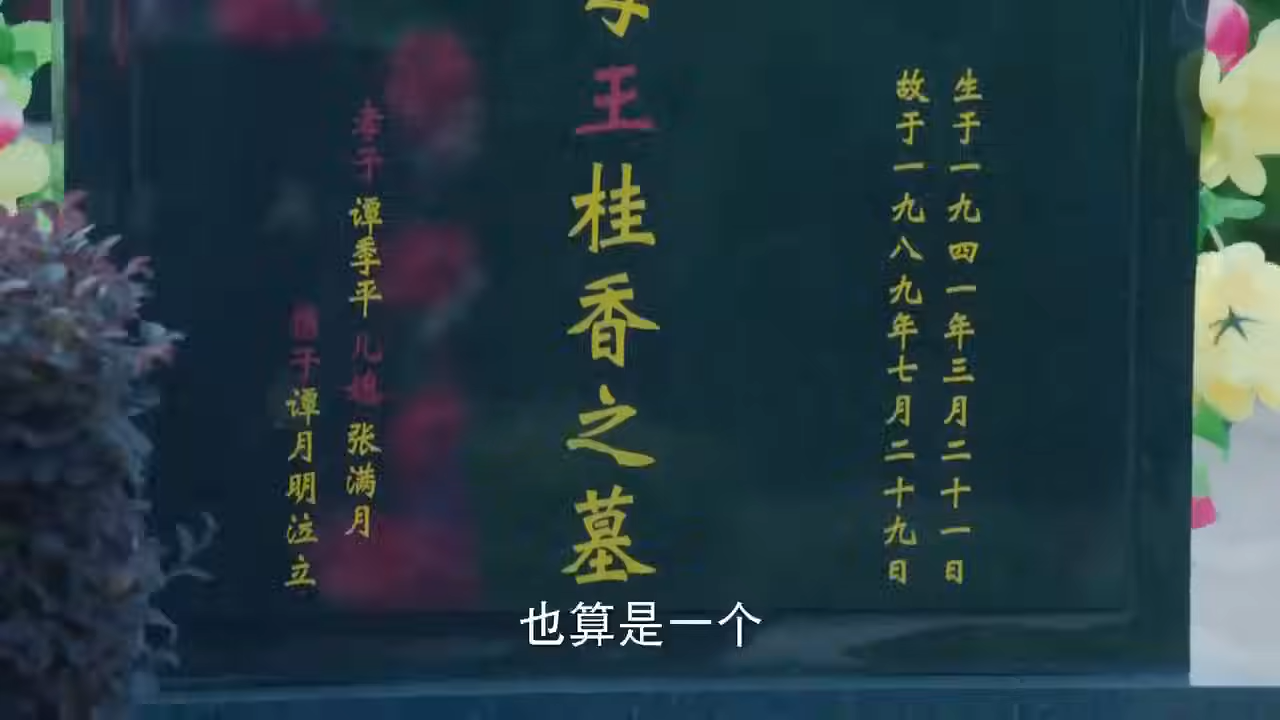 生于一九四一年三月二十一日
故于一九八九年七月二十九日
母王桂香之墓
孝子谭季平儿媳张满月
谭月明泣立
也算是一个